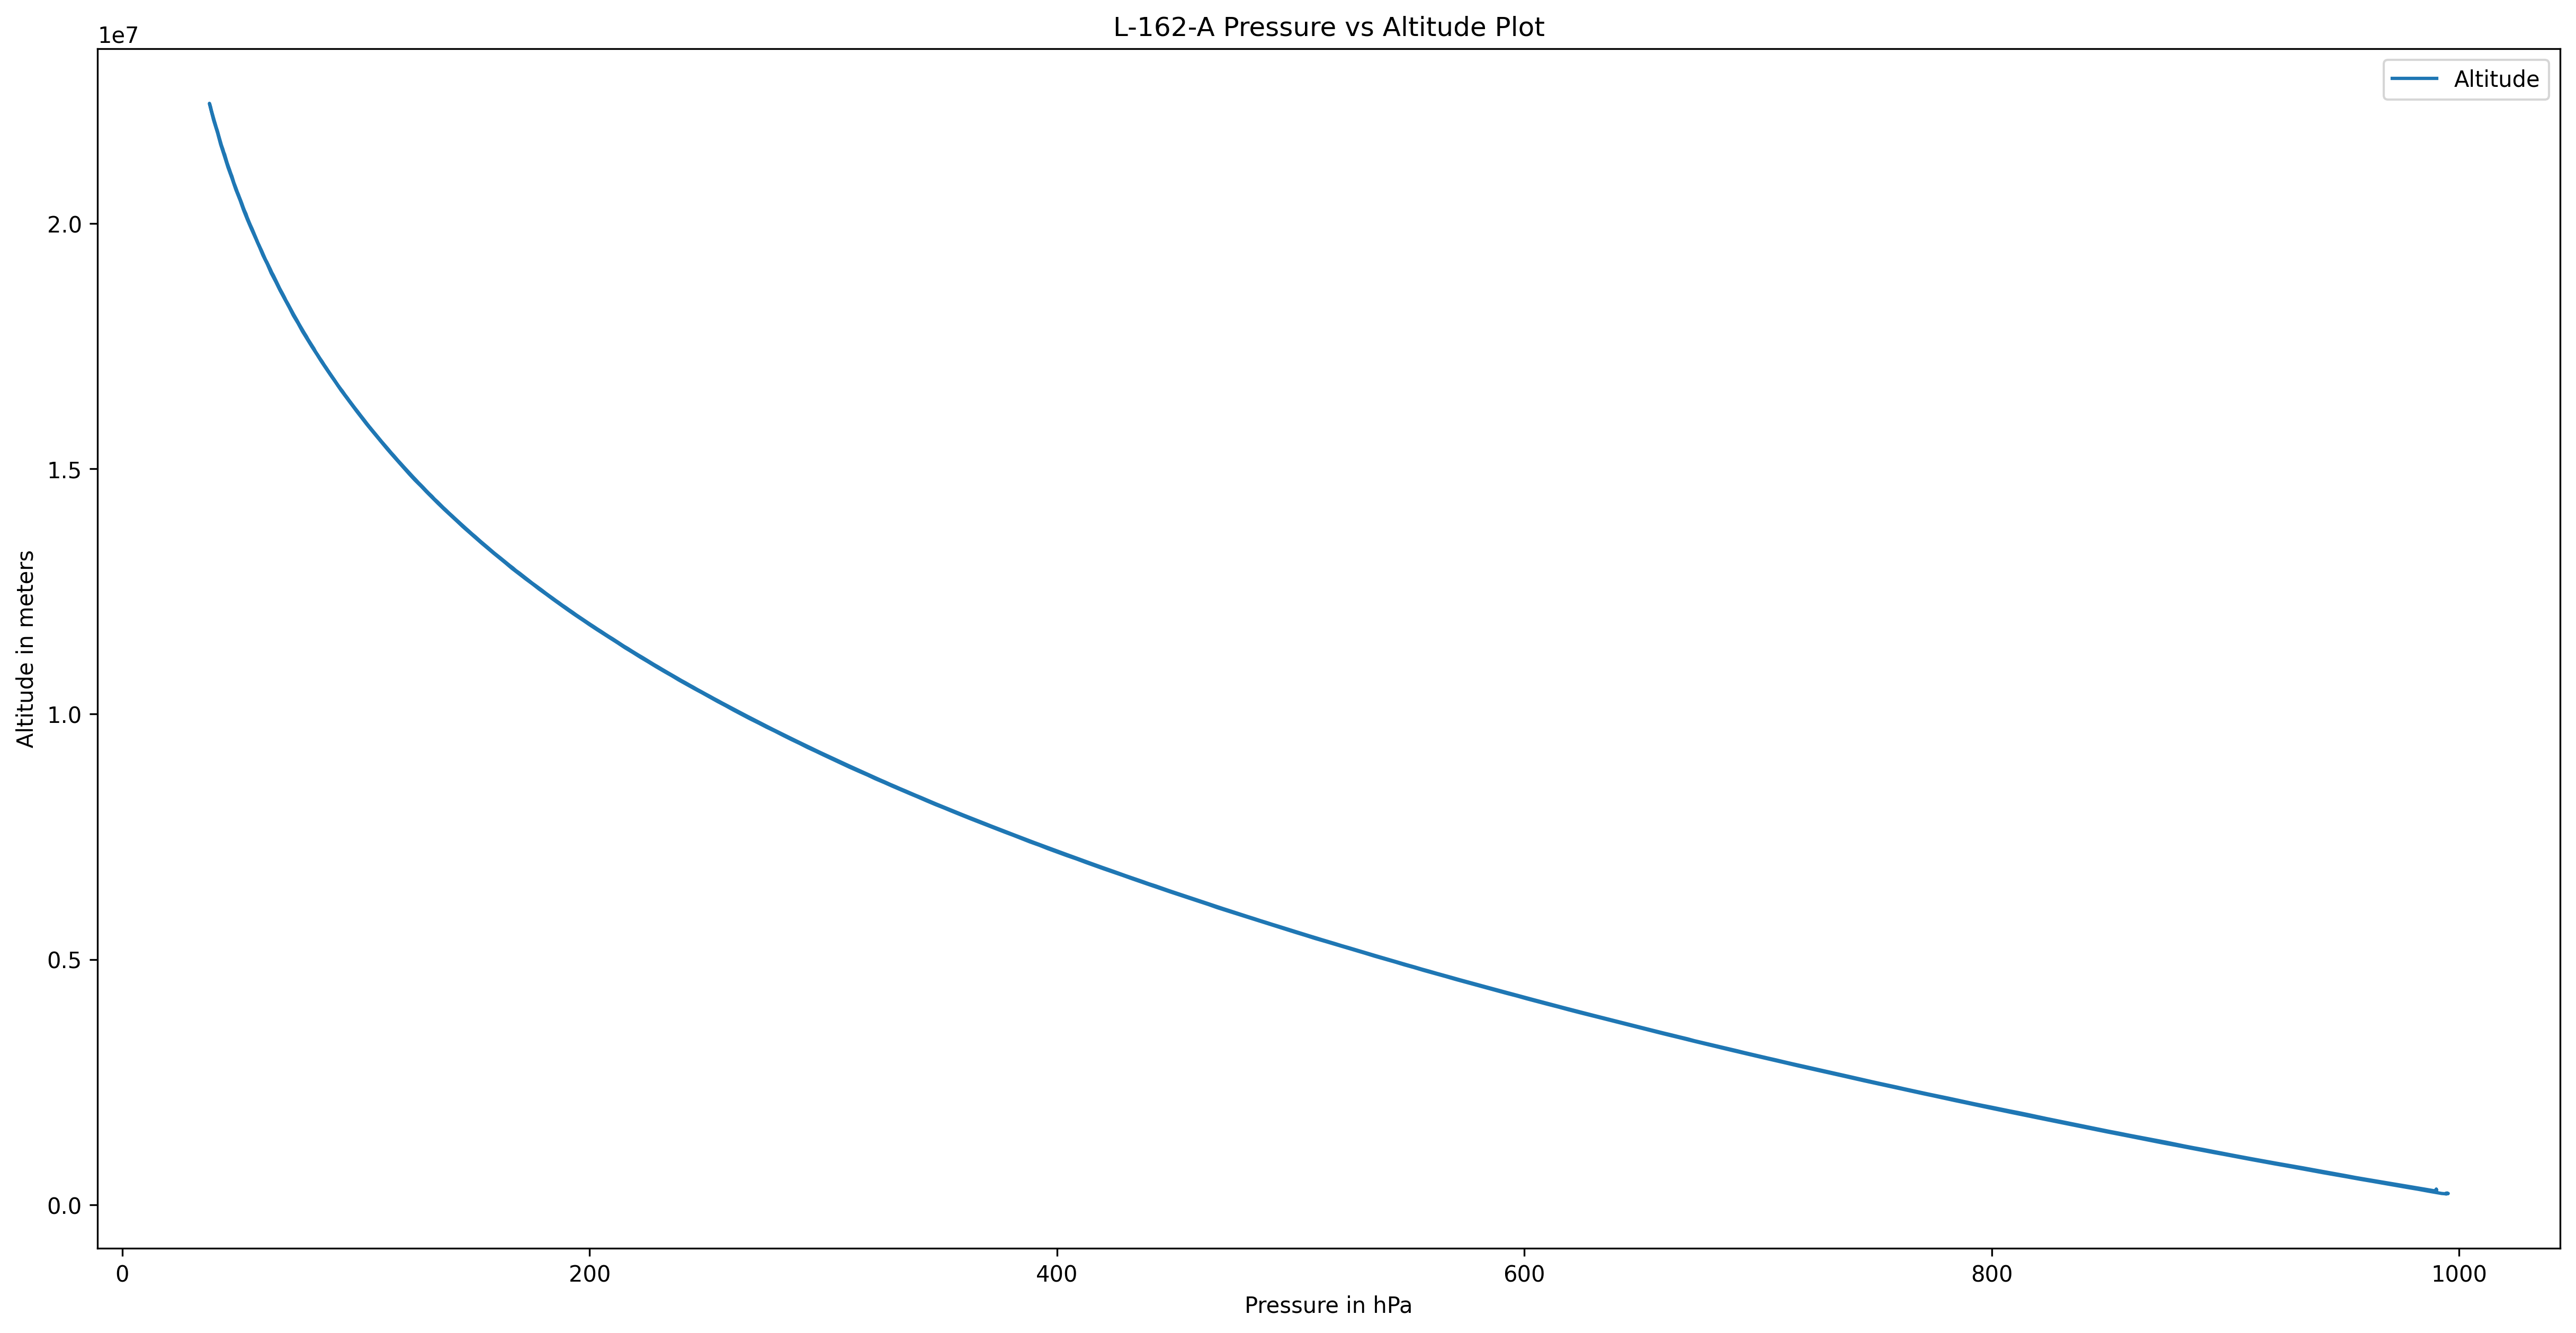 L-162-A Pressure vs Altitude Plot
1e7
Altitude
2.0
1.5
1.0
0.5
0.0
Altitude in meters
0 200 400 600 800 1000
Pressure in hPa